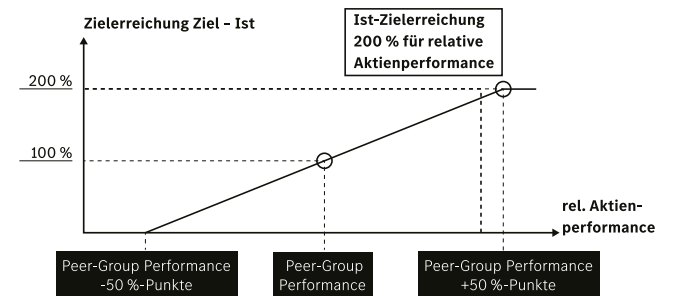 Zielerreichung Ziel – Ist
Ist-Zielerreichung
200 % für relative
Aktienperformance
200 %
100 %
rel. Aktien-
performance
Peer-Group Performance
-50 %-Punkte
Peer-Group
Performance
Peer-Group Performance
+50 %-Punkte